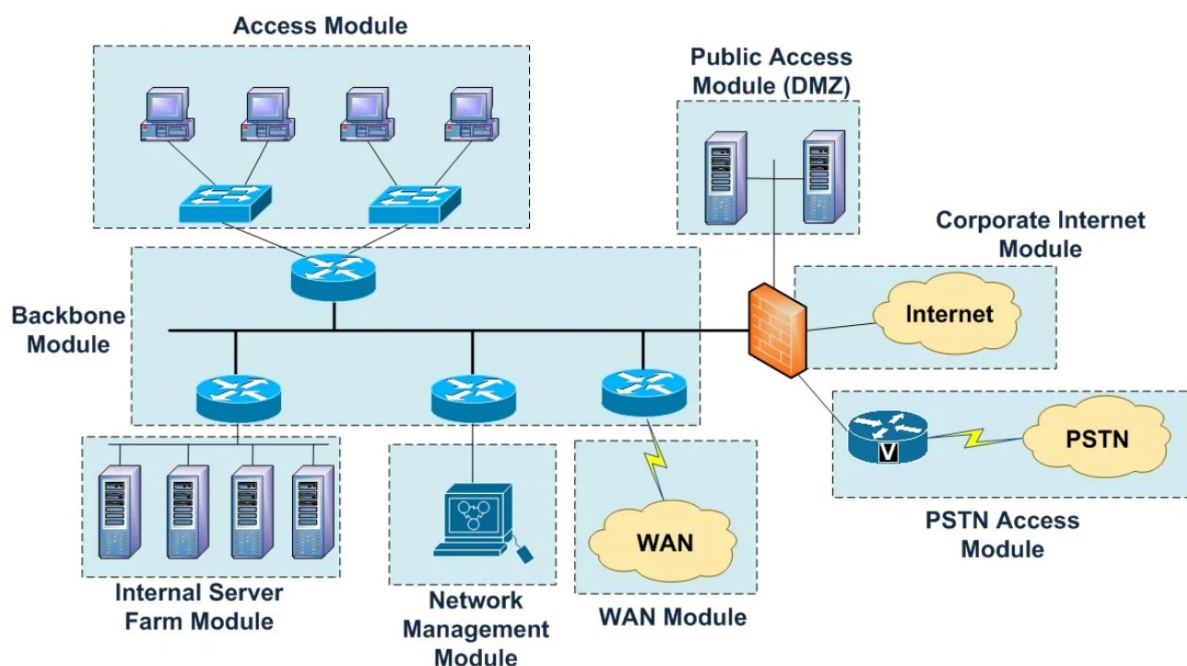 Access Module
Public Access
Module (DMZ)
Corporate Internet
Module
Internet
Backbone
Module
V
PSTN
WAN
PSTN Access
Module
Internal Server
Farm Module
Network
Management
Module
WAN Module